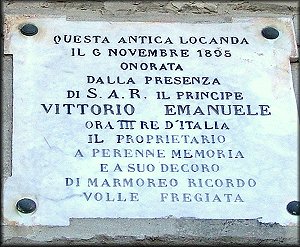 QUESTA ANTICA LOCANDA
IL 6 NOVEMBRE 1895
ONORATA
DALLA PRESENZA
DI S. A. R. IL PRINCIPE
VITTORIO EMANUELE
ORA III RE D'ITALIA
IL PROPRIETARIO
A PERENNE MEMORIA
E A SUO DECORO
DI MARMOREO RICORDO
VOLLE FREGIATA